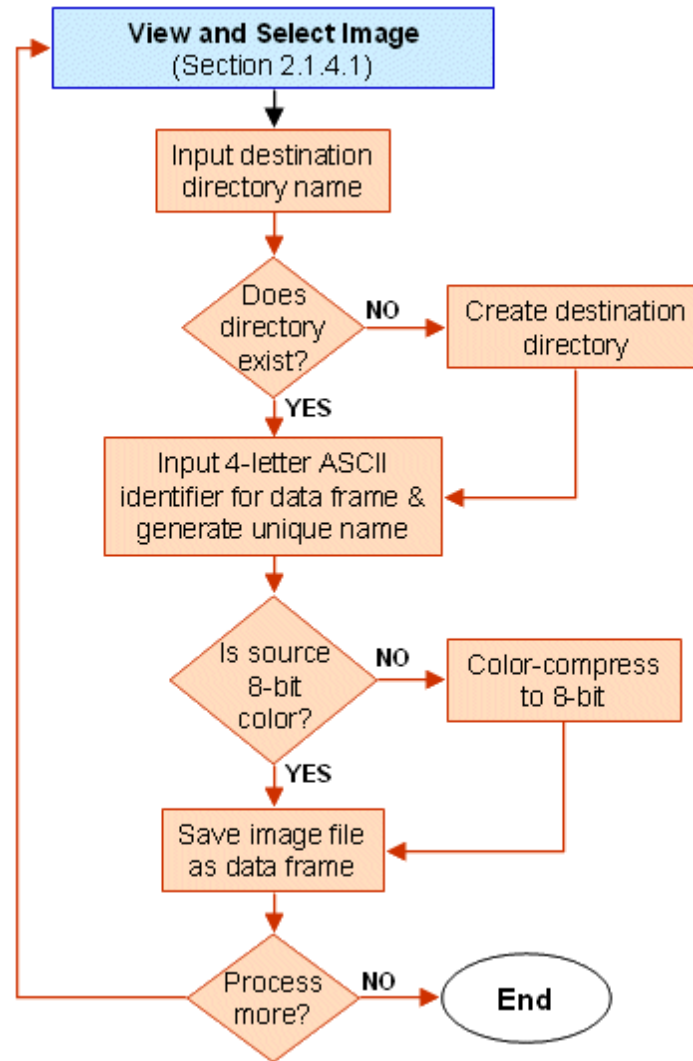 View and Select Image
(Section 2.1.4.1)
Input destination
directory name
Does
directory
exist?
NO
Create destination
directory
YES
Input 4-letter ASCII
identifier for data frame &
generate unique name
Is source
8-bit
color?
NO
Color-compress
to 8-bit
YES
Save image file
as data frame
Process
more?
NO
End